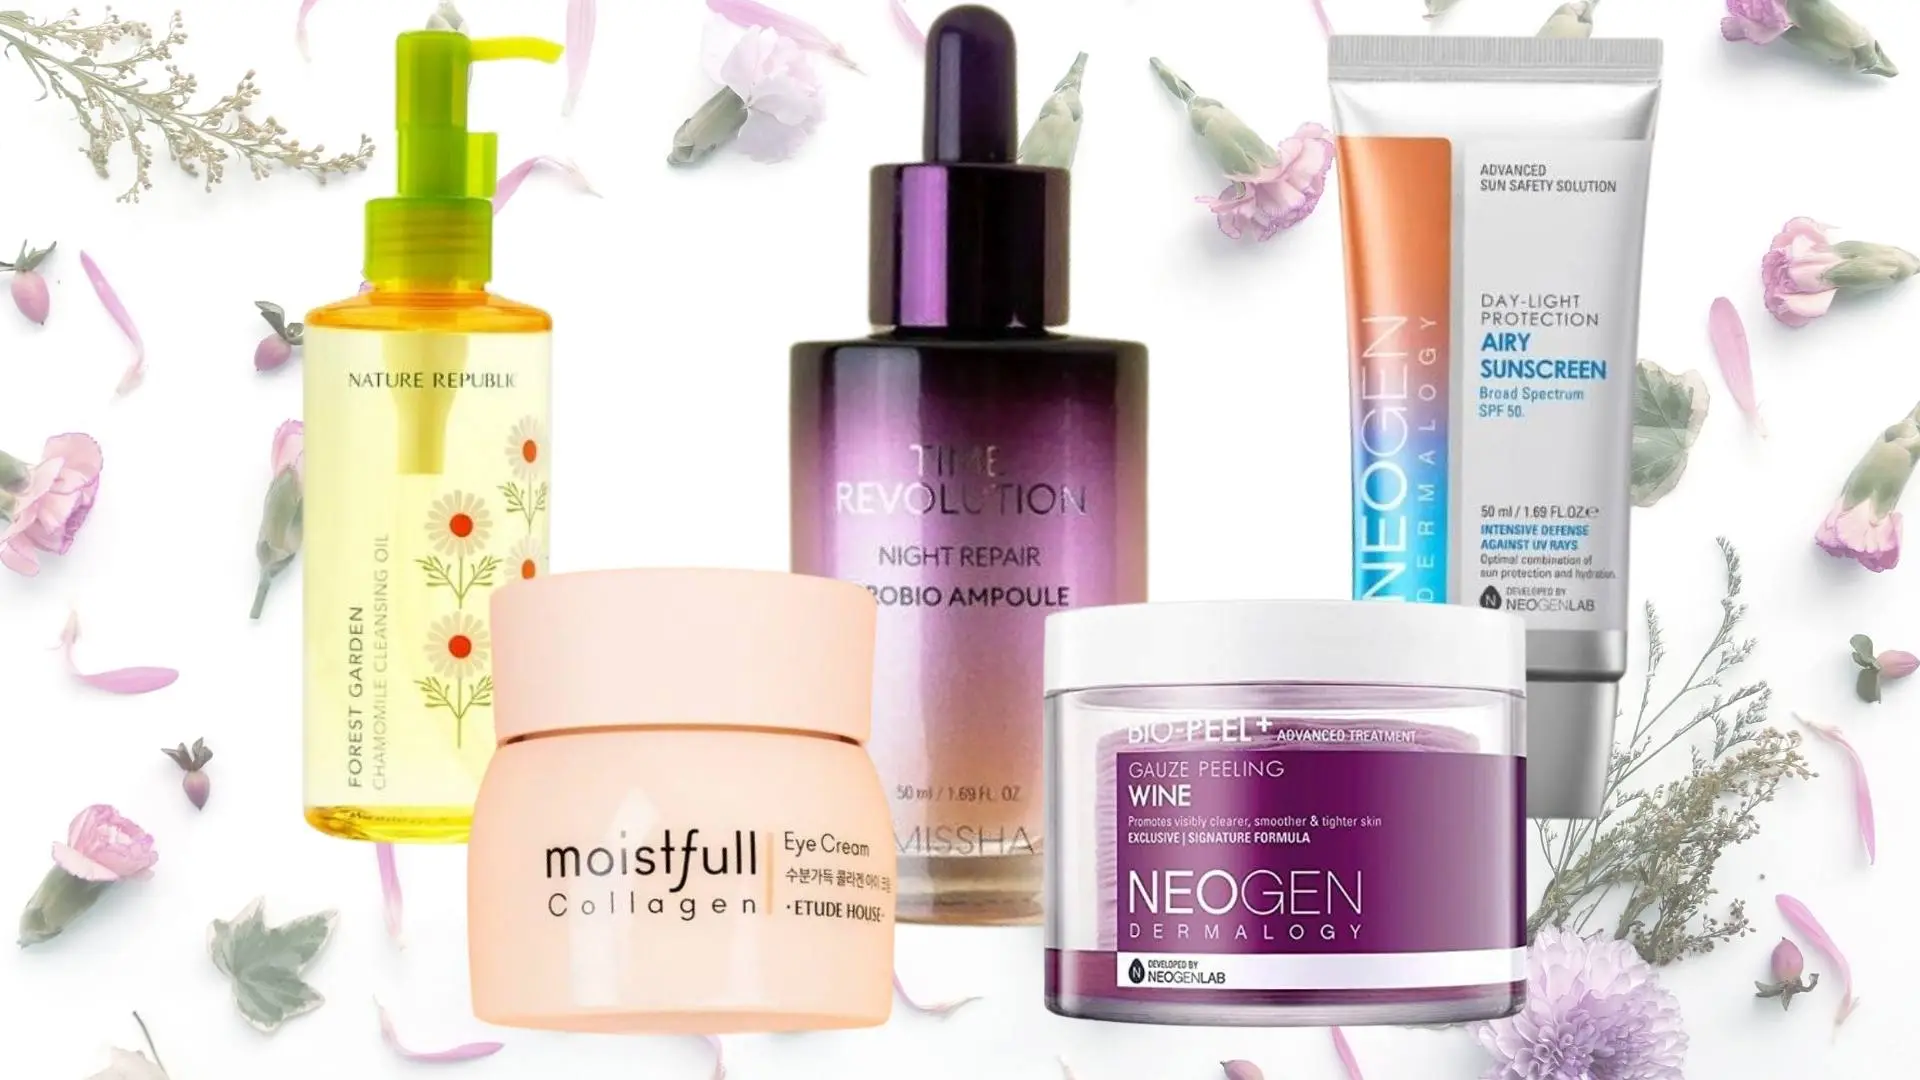 NATURE REPUBLIC
FOREST GARDEN
CHAMOMILE CLEANSING OIL
moistfull
Collagen
Eye Cream
수분가득 콜라겐 아이 크림
·ETUDE HOUSE·
TIME
REVOLUTION
NIGHT REPAIR
ROBIO AMPOULE
50 ml / 1.69 FL. OZ
MISSHA
BIO-PEEL+ ADVANCED TREATMENT
GAUZE PEELING
WINE
Promotes visibly clearer, smoother & tighter skin
EXCLUSIVE | SIGNATURE FORMULA
NEOGEN
DERMALOGY
N DEVELOPED BY
NEOGENLAB
NEOGEN
DERMALOGY
ADVANCED
SUN SAFETY SOLUTION
DAY-LIGHT
PROTECTION
AIRY
SUNSCREEN
Broad Spectrum
SPF 50.
50 ml / 1.69 FL.OZ.℮
INTENSIVE DEFENSE
AGAINST UV RAYS
Optimal combination of
sun protection and hydration.
N DEVELOPED BY
NEOGENLAB